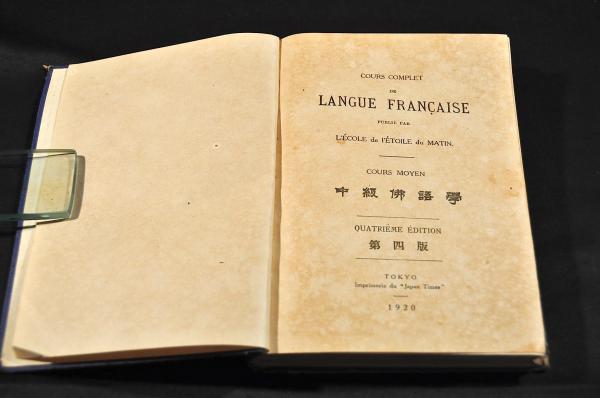 COURS COMPLET
DE
LANGUE FRANÇAISE
PUBLIÉ PAR
L'ÉCOLE de l'ÉTOILE du MATIN.
COURS MOYEN
中級佛語學
QUATRIÈME ÉDITION
第四版
TOKYO
Imprimerie du "Japan Times"
1920